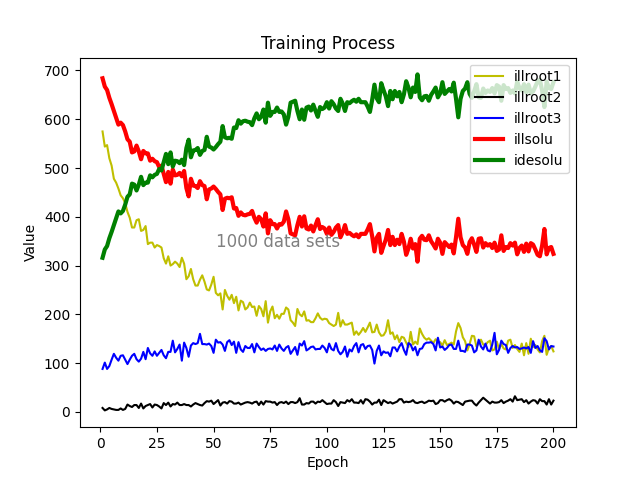 Training Process
700
600
500
400
300
200
100
0
Value
illroot1
illroot2
illroot3
illsolu
idesolu
1000 data sets
0 25 50 75 100 125 150 175 200
Epoch